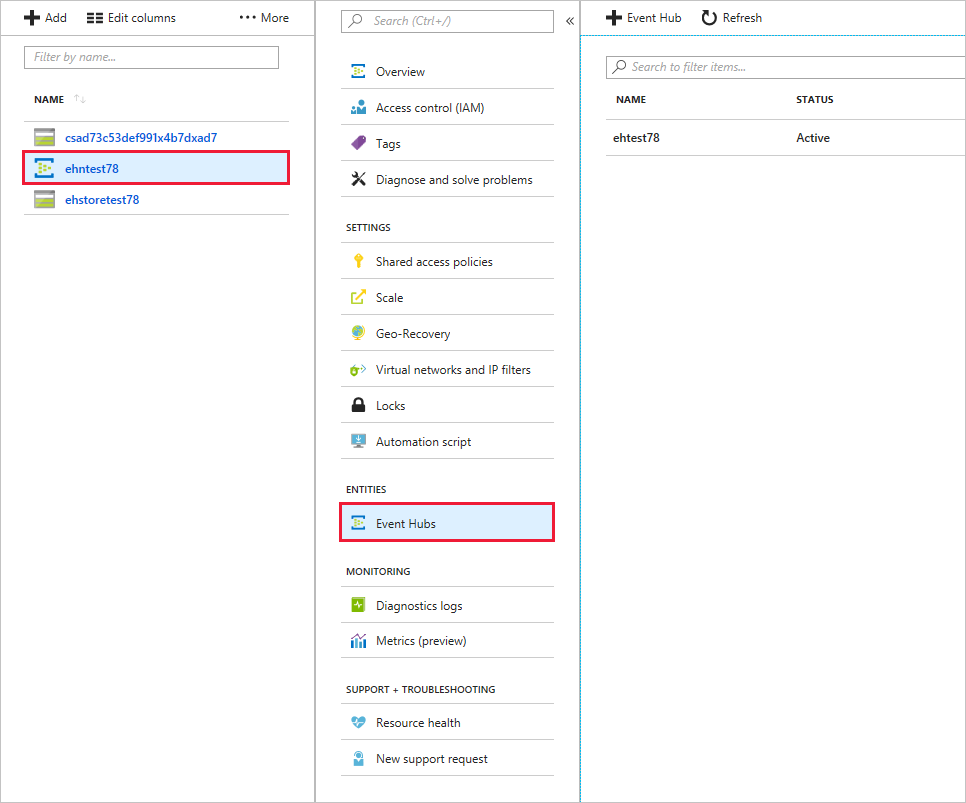 Add
Edit columns
More
Filter by name...
NAME
csad73c53def991x4b7dxad7
ehntest78
ehstoretest78
Search (Ctrl+/)
Overview
Access control (IAM)
Tags
Diagnose and solve problems
SETTINGS
Shared access policies
Scale
Geo-Recovery
Virtual networks and IP filters
Locks
Automation script
ENTITIES
Event Hubs
MONITORING
Diagnostics logs
Metrics (preview)
SUPPORT + TROUBLESHOOTING
Resource health
New support request
Event Hub
Refresh
Search to filter items...
NAME STATUS
ehtest78 Active